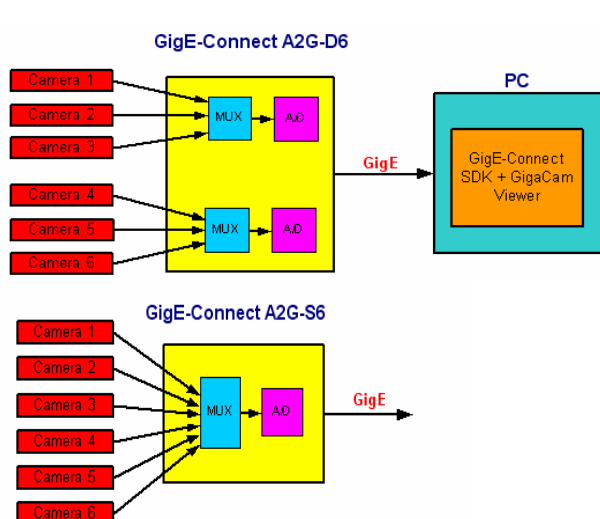 GigE-Connect A2G-D6
PC
Camera 1
Camera 2
Camera 3
MUX
A/D
GigE
GigE-Connect
SDK + GigaCam
Viewer
Camera 4
Camera 5
Camera 6
MUX
A/D
GigE-Connect A2G-S6
Camera 1
Camera 2
Camera 3
Camera 4
Camera 5
Camera 6
MUX
A/D
GigE